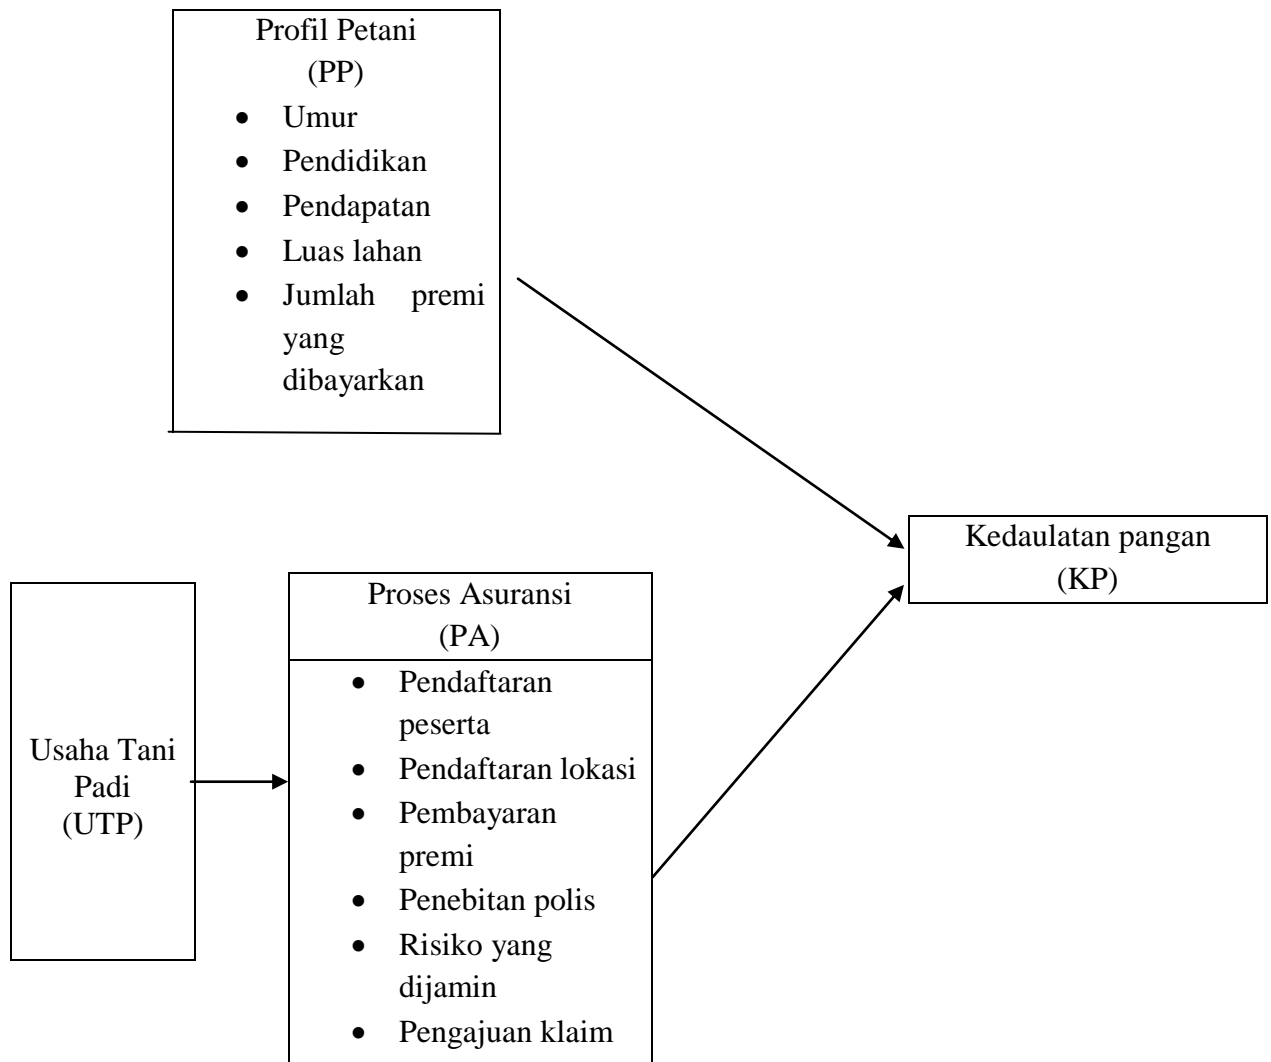 Profil Petani
(PP)
• Umur
• Pendidikan
• Pendapatan
• Luas lahan
• Jumlah premi
yang
dibayarkan
Kedaulatan pangan
(KP)
Usaha Tani
Padi
(UTP)
Proses Asuransi
(PA)
• Pendaftaran
peserta
• Pendaftaran lokasi
• Pembayaran
premi
• Penebitan polis
• Risiko yang
dijamin
• Pengajuan klaim